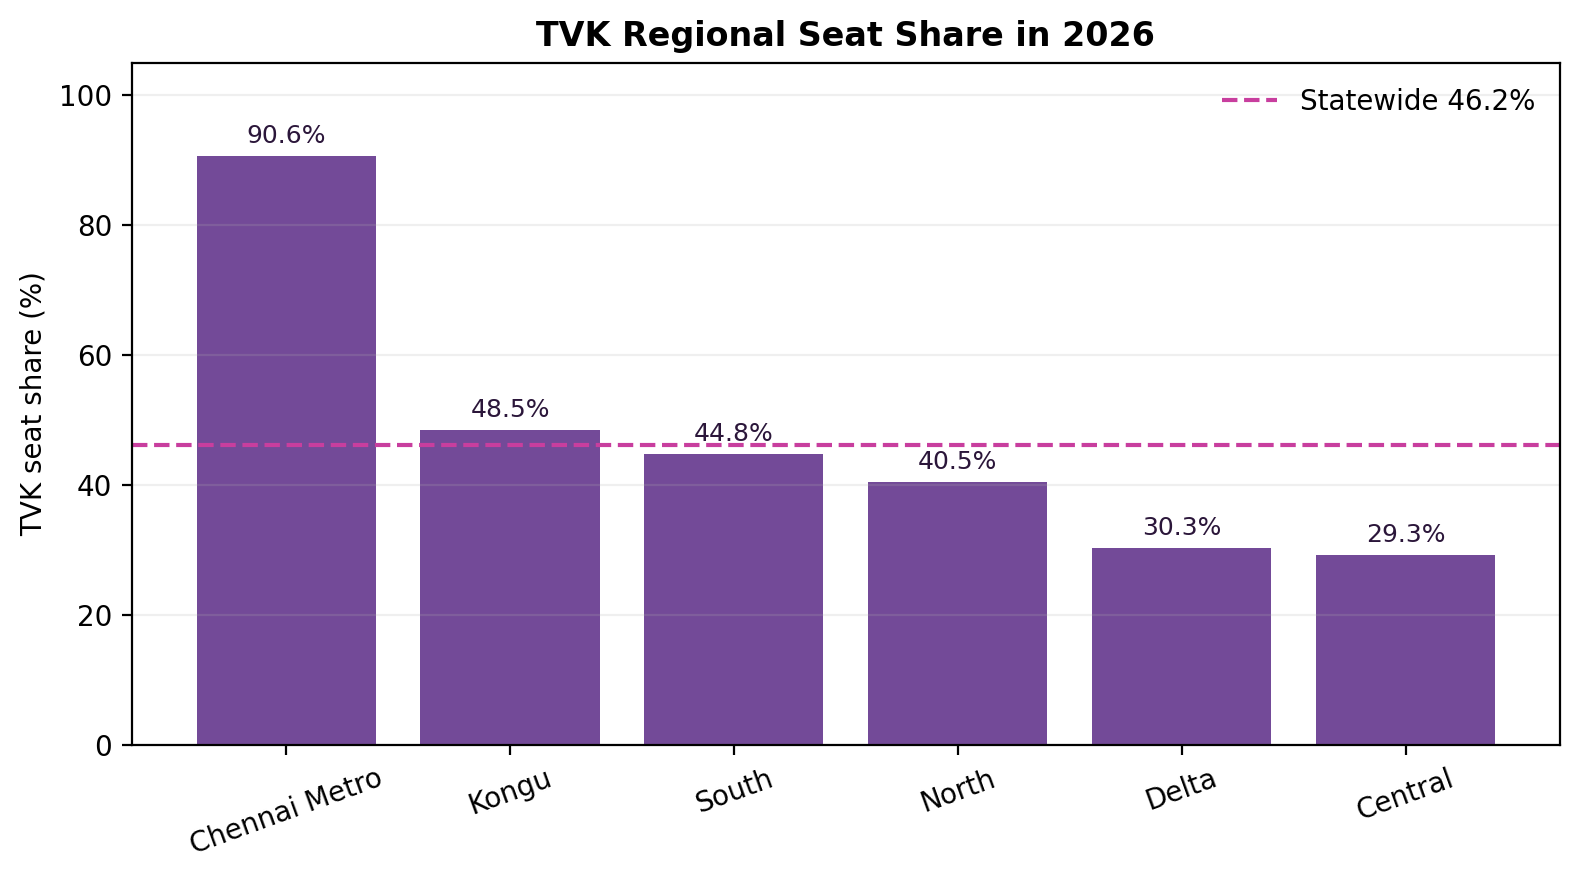 TVK Regional Seat Share in 2026
Statewide 46.2%
TVK seat share (%)
100
80
60
40
20
0
90.6%
48.5%
44.8%
40.5%
30.3%
29.3%
Chennai Metro
Kongu
South
North
Delta
Central